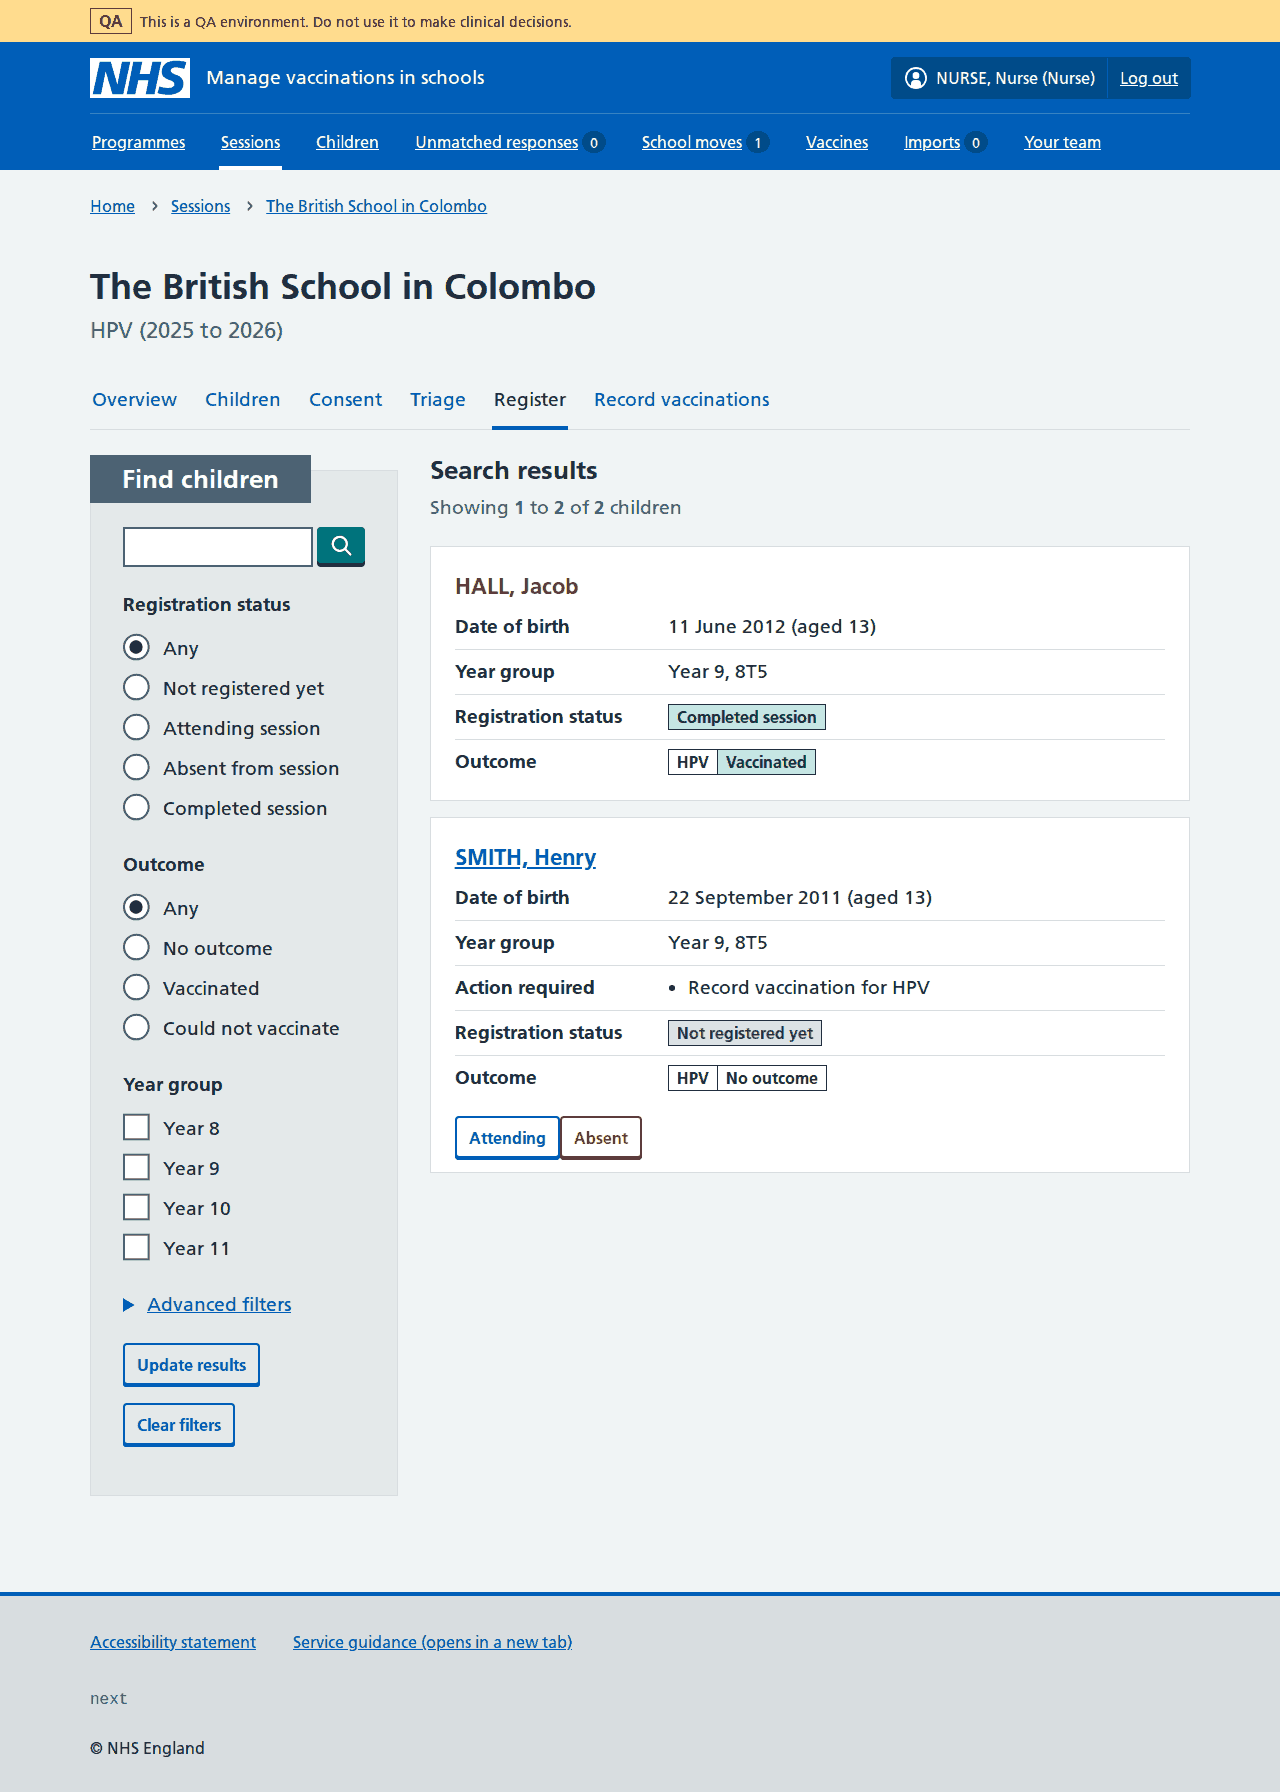 QA This is a QA environment. Do not use it to make clinical decisions.
NHS Manage vaccinations in schools NURSE, Nurse (Nurse) Log out
Programmes Sessions Children Unmatched responses 0 School moves 1 Vaccines Imports 0 Your team
Home Sessions The British School in Colombo
The British School in Colombo
HPV (2025 to 2026)
Overview Children Consent Triage Register Record vaccinations
Find children
Registration status
Any
Not registered yet
Attending session
Absent from session
Completed session
Outcome
Any
No outcome
Vaccinated
Could not vaccinate
Year group
Year 8
Year 9
Year 10
Year 11
Advanced filters
Update results
Clear filters
Search results
Showing 1 to 2 of 2 children
HALL, Jacob
Date of birth 11 June 2012 (aged 13)
Year group Year 9, 8T5
Registration status Completed session
Outcome HPV Vaccinated
SMITH, Henry
Date of birth 22 September 2011 (aged 13)
Year group Year 9, 8T5
Action required • Record vaccination for HPV
Registration status Not registered yet
Outcome HPV No outcome
Attending Absent
Accessibility statement Service guidance (opens in a new tab)
next
© NHS England